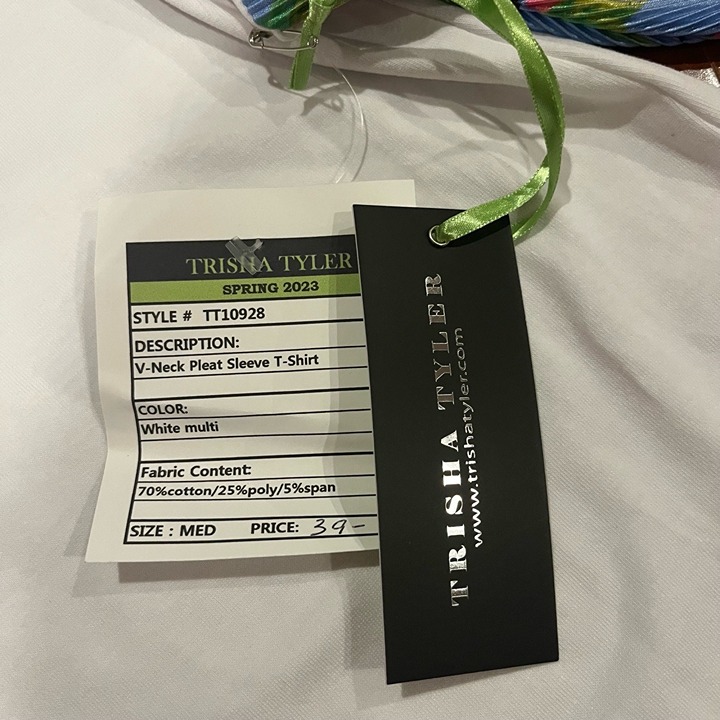 TRISHA TYLER
SPRING 2023
STYLE # TT10928
DESCRIPTION:
V-Neck Pleat Sleeve T-Shirt
COLOR:
White multi
Fabric Content:
70%cotton/25%poly/5%span
SIZE : MED PRICE: 39-
TRISHA TYLER
www.trishatyler.com